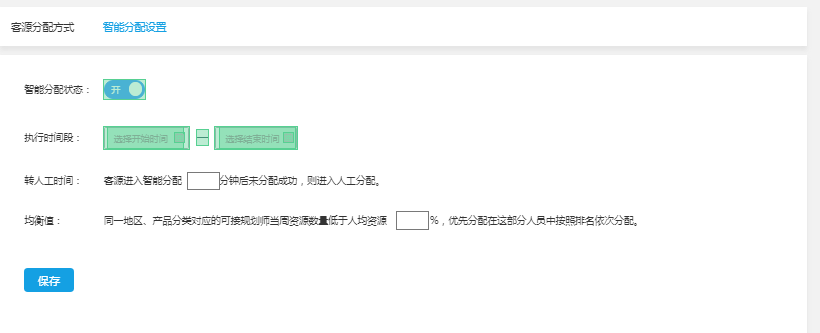 客源分配方式 智能分配设置
智能分配状态： 开
执行时间段： 选择开始时间 — 选择结束时间
转人工时间： 客源进入智能分配 分钟后未分配成功，则进入人工分配。
均衡值： 同一地区、产品分类对应的可接规划师当周资源数量低于人均资源 %，优先分配在这部分人员中按照排名依次分配。
保存